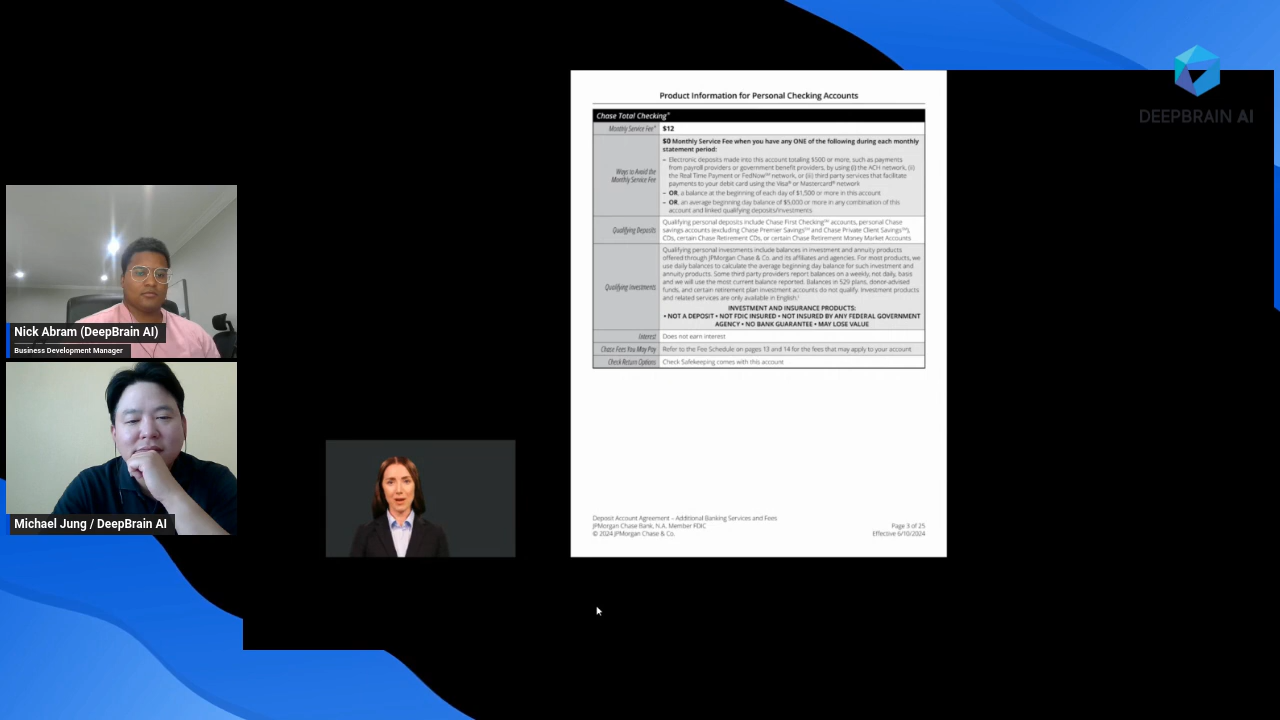 DEEPBRAIN AI
Nick Abram (DeepBrain AI)
Business Development Manager
Michael Jung / DeepBrain AI
Product Information for Personal Checking Accounts
Chase Total Checking®
Monthly Service Fee
$12
Ways to Avoid the
Monthly Service Fee
$0 Monthly Service Fee when you have any ONE of the following during each monthly
statement period:
– Electronic deposits made into this account totaling $500 or more, such as payments
from payroll providers or government benefit providers, by using (i) the ACH network, (ii)
the Real Time Payment or FedNow℠ network, or (iii) third party services that facilitate
payments to your debit card using the Visa® or Mastercard® network
– OR, a balance at the beginning of each day of $1,500 or more in this account
– OR, an average beginning day balance of $5,000 or more in any combination of this
account and linked qualifying deposits/investments
Qualifying Deposits
Qualifying personal deposits include Chase First Checking℠ accounts, personal Chase
savings accounts (excluding Chase Premier Savings℠ and Chase Private Client Savings℠),
CDs, certain Chase Retirement CDs, or certain Chase Retirement Money Market Accounts
Qualifying Investments
Qualifying personal investments include balances in investment and annuity products
offered through JPMorgan Chase & Co. and its affiliates and agencies. For most products, we
use daily balances to calculate the average beginning day balance for such investment and
annuity products. Some third party providers report balances on a weekly, not daily, basis
and we will use the most current balance reported. Balances in 529 plans, donor-advised
funds, and certain retirement plan investment accounts do not qualify. Investment products
and related services are only available in English.
INVESTMENT AND INSURANCE PRODUCTS:
• NOT A DEPOSIT • NOT FDIC INSURED • NOT INSURED BY ANY FEDERAL GOVERNMENT
AGENCY • NO BANK GUARANTEE • MAY LOSE VALUE
Interest
Does not earn interest
Chase Fees You May Pay
Refer to the Fee Schedule on pages 13 and 14 for the fees that may apply to your account
Check Return Options
Check Safekeeping comes with this account
Deposit Account Agreement – Additional Banking Services and Fees
JPMorgan Chase Bank, N.A. Member FDIC
© 2024 JPMorgan Chase & Co.
Page 3 of 25
Effective 6/10/2024